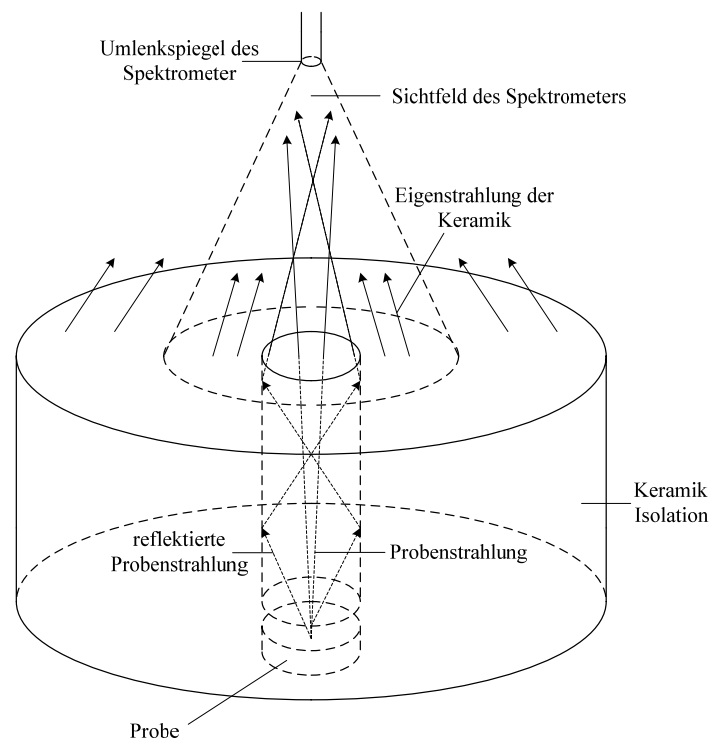 Umlenkspiegel des
Spektrometer
Sichtfeld des Spektrometers
Eigenstrahlung der
Keramik
Keramik
Isolation
reflektierte
Probenstrahlung
Probenstrahlung
Probe